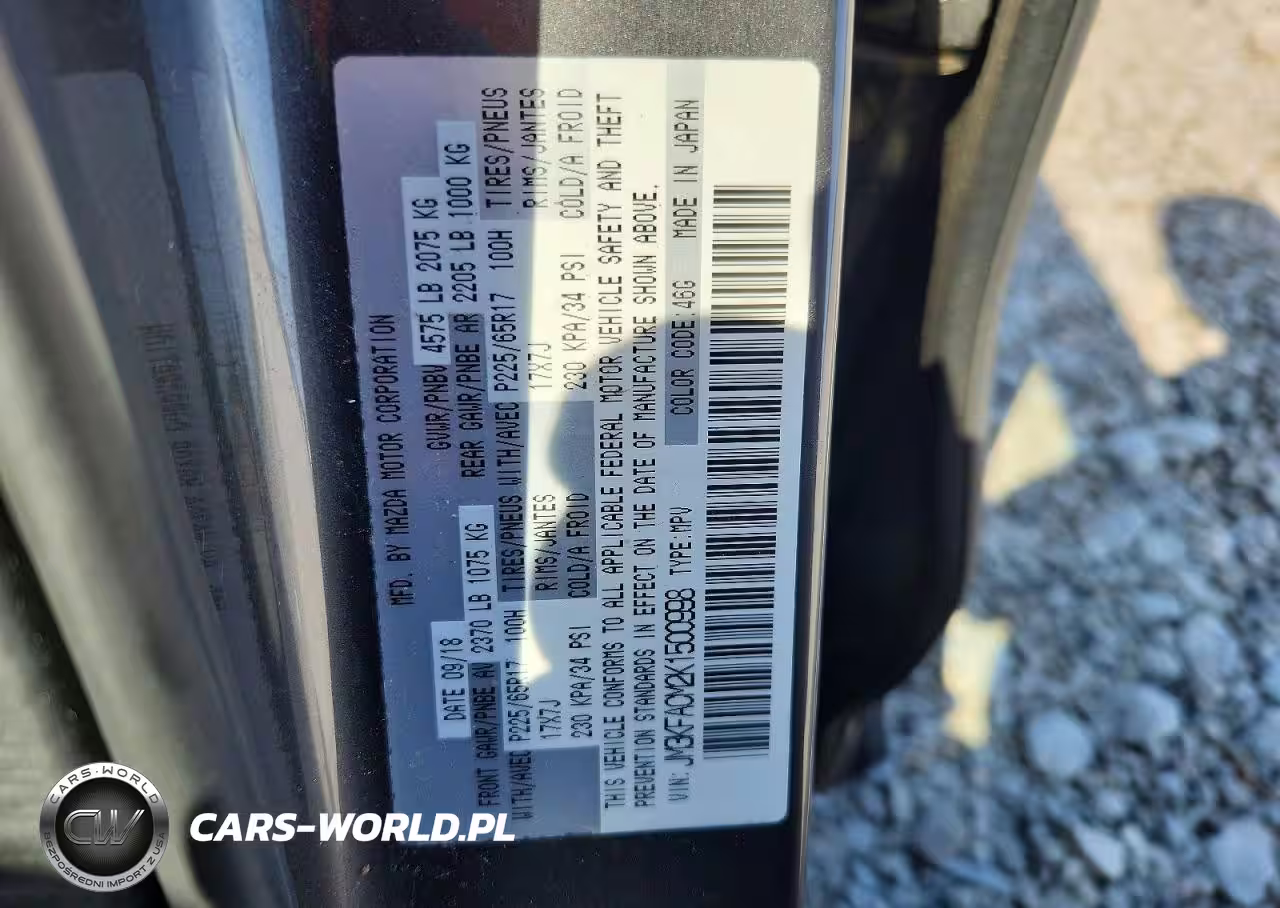 MFD. BY MAZDA MOTOR CORPORATION
DATE 09/18 GVWR/PNBV 4575 LB 2075 KG
FRONT GAWR/PNBE AV 2370 LB 1075 KG REAR GAWR/PNBE AR 2205 LB 1000 KG
WITH/AVEC P225/65R17 100H TIRES/PNEUS WITH/AVEC P225/65R17 100H TIRES/PNEUS
17X7J RIMS/JANTES 17X7J RIMS/JANTES
230 KPA/34 PSI COLD/A FROID 230 KPA/34 PSI COLD/A FROID
THIS VEHICLE CONFORMS TO ALL APPLICABLE FEDERAL MOTOR VEHICLE SAFETY AND THEFT
PREVENTION STANDARDS IN EFFECT ON THE DATE OF MANUFACTURE SHOWN ABOVE.
VIN: JM3KFACM2K1500998 TYPE:MPV COLOR CODE:46G MADE IN JAPAN
CARS-WORLD
CW
BEZPOŚREDNI IMPORT Z USA
CARS-WORLD.PL